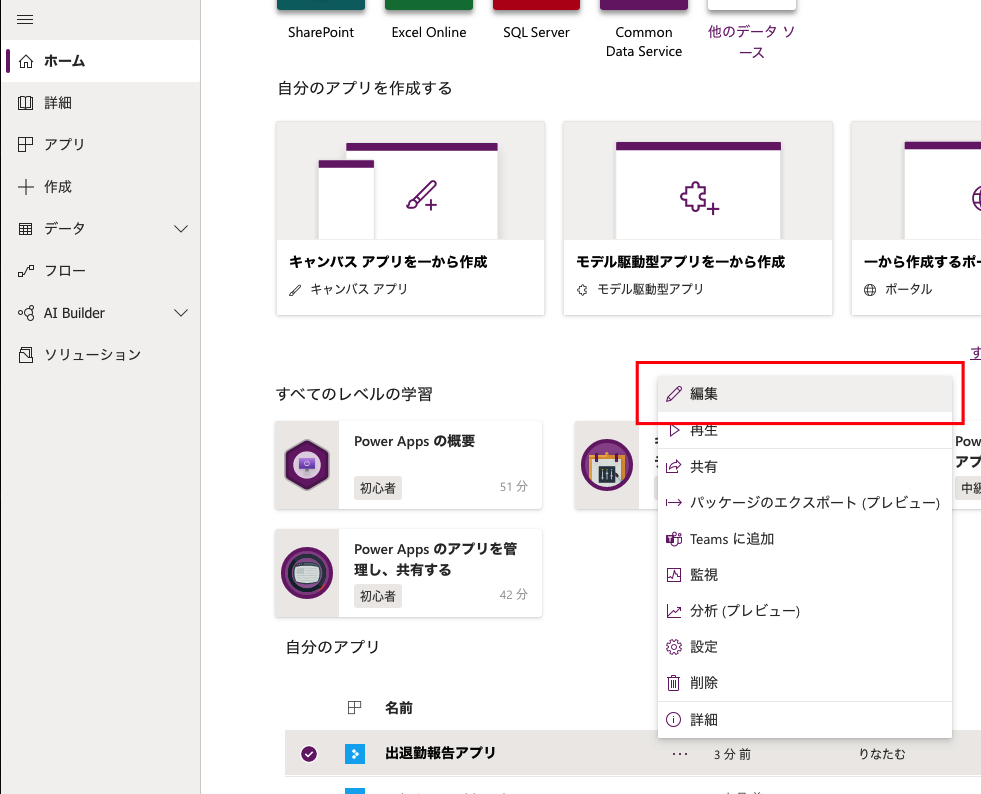 SharePoint
Excel Online
SQL Server
Common
Data Service
他のデータ ソ
ース
ホーム
詳細
アプリ
作成
データ
フロー
AI Builder
ソリューション
自分のアプリを作成する
キャンバス アプリを一から作成
キャンバス アプリ
モデル駆動型アプリを一から作成
モデル駆動型アプリ
一から作成するポー
ポータル
す
すべてのレベルの学習
Power Apps の概要
初心者
51 分
Power Apps のアプリを管
理し、共有する
初心者
42 分
Pow
アプ
中級
編集
再生
共有
パッケージのエクスポート (プレビュー)
Teams に追加
監視
分析 (プレビュー)
設定
削除
詳細
自分のアプリ
名前
出退勤報告アプリ
...
3 分 前
りなたむ